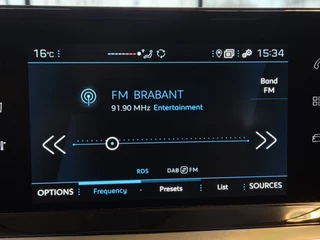 16°C 15:34
Band
FM
FM BRABANT
91.90 MHz Entertainment
RDS DAB FM
OPTIONS Frequency Presets List SOURCES